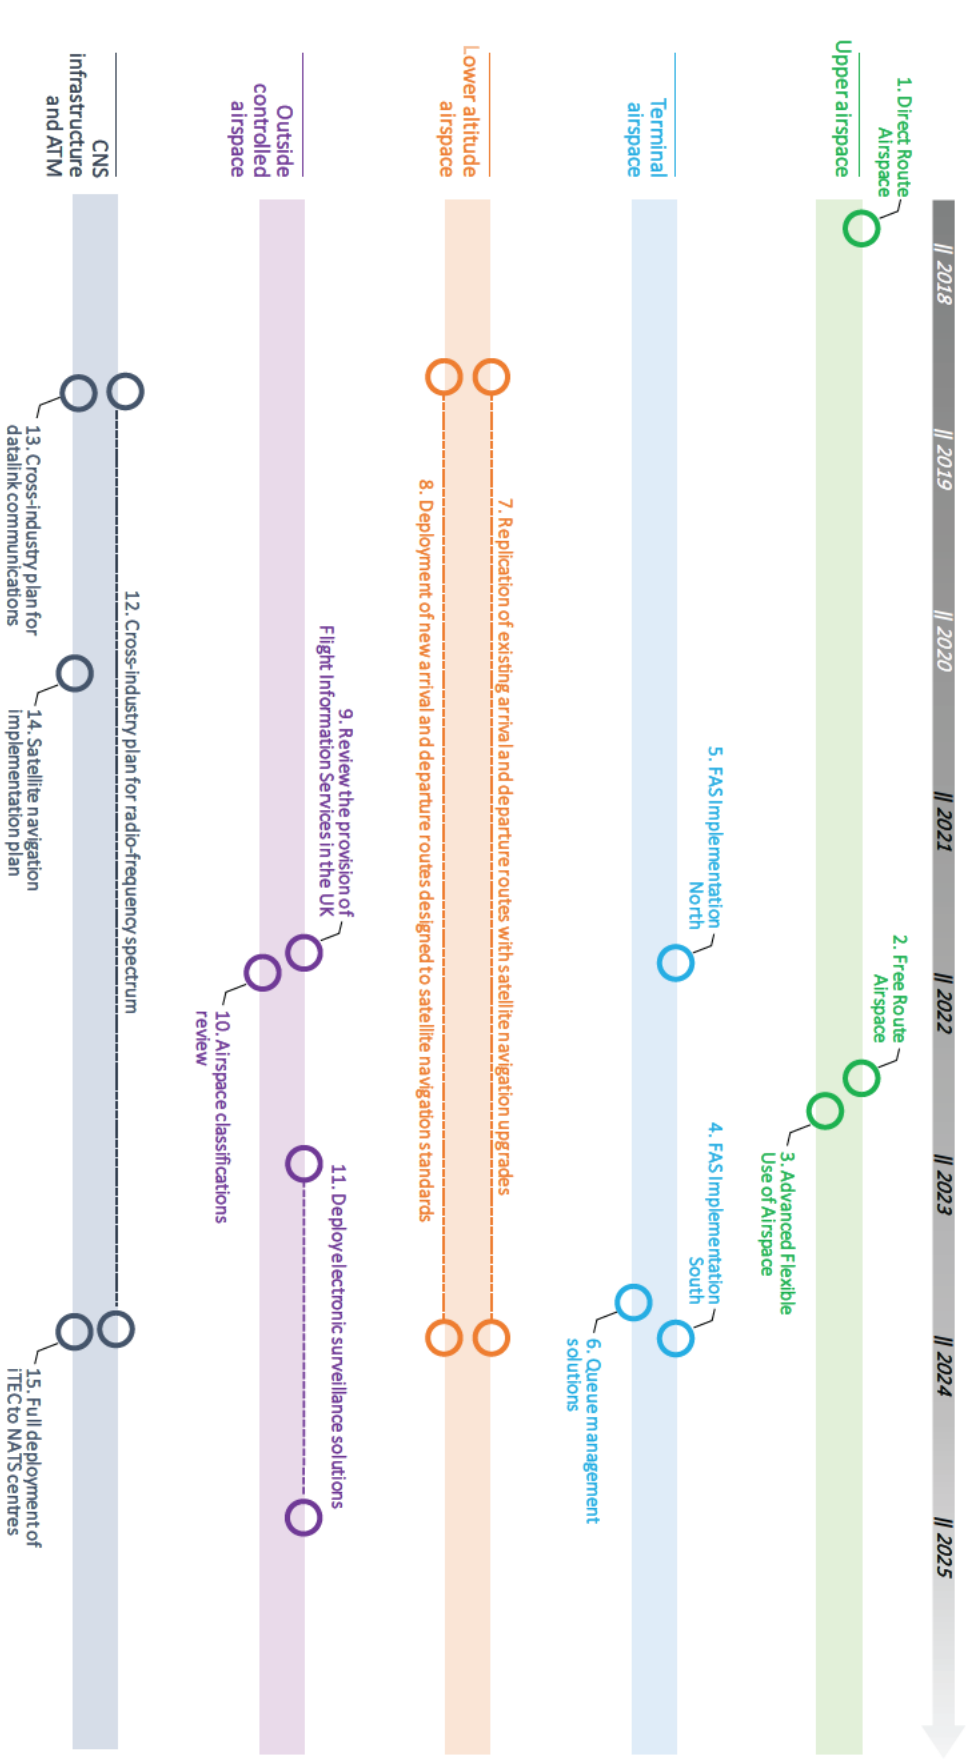 || 2018
|| 2019
|| 2020
|| 2021
|| 2022
|| 2023
|| 2024
|| 2025
Upper airspace
1. Direct Route
Airspace
2. Free Route
Airspace
3. Advanced Flexible
Use of Airspace
Terminal
airspace
5. FAS Implementation
North
4. FAS Implementation
South
6. Queue management
solutions
Lower altitude
airspace
7. Replication of existing arrival and departure routes with satellite navigation upgrades
8. Deployment of new arrival and departure routes designed to satellite navigation standards
Outside
controlled
airspace
9. Review the provision of
Flight Information Services in the UK
10. Airspace classifications
review
11. Deploy electronic surveillance solutions
CNS
infrastructure
and ATM
12. Cross-industry plan for radio-frequency spectrum
13. Cross-industry plan for
datalink communications
14. Satellite navigation
implementation plan
15. Full deployment of
iTEC to NATS centres